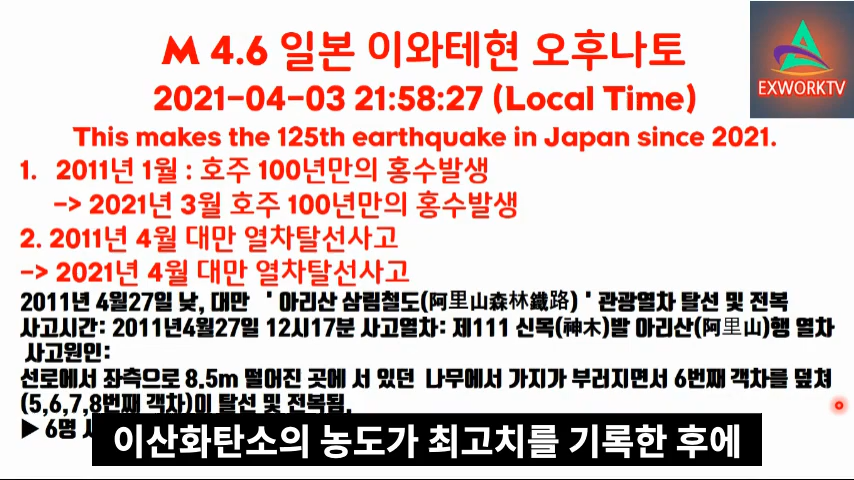 EXWORKTV
M 4.6 일본 이와테현 오후나토
2021-04-03 21:58:27 (Local Time)
This makes the 125th earthquake in Japan since 2021.
1. 2011년 1월 : 호주 100년만의 홍수발생
-> 2021년 3월 호주 100년만의 홍수발생
2. 2011년 4월 대만 열차탈선사고
-> 2021년 4월 대만 열차탈선사고
2011년 4월27일 낮, 대만 '아리산 삼림철도(阿里山森林鐵路)'관광열차 탈선 및 전복
사고시간: 2011년4월27일 12시17분 사고열차: 제111 신목(神木)발 아리산(阿里山)행 열차
사고원인:
선로에서 좌측으로 8,5m 떨어진 곳에 서 있던 나무에서 가지가 부러지면서 6번째 객차를 덮쳐
(5,6,7,8번째 객차)이 탈선 및 전복됨.
▶ 6명
이산화탄소의 농도가 최고치를 기록한 후에